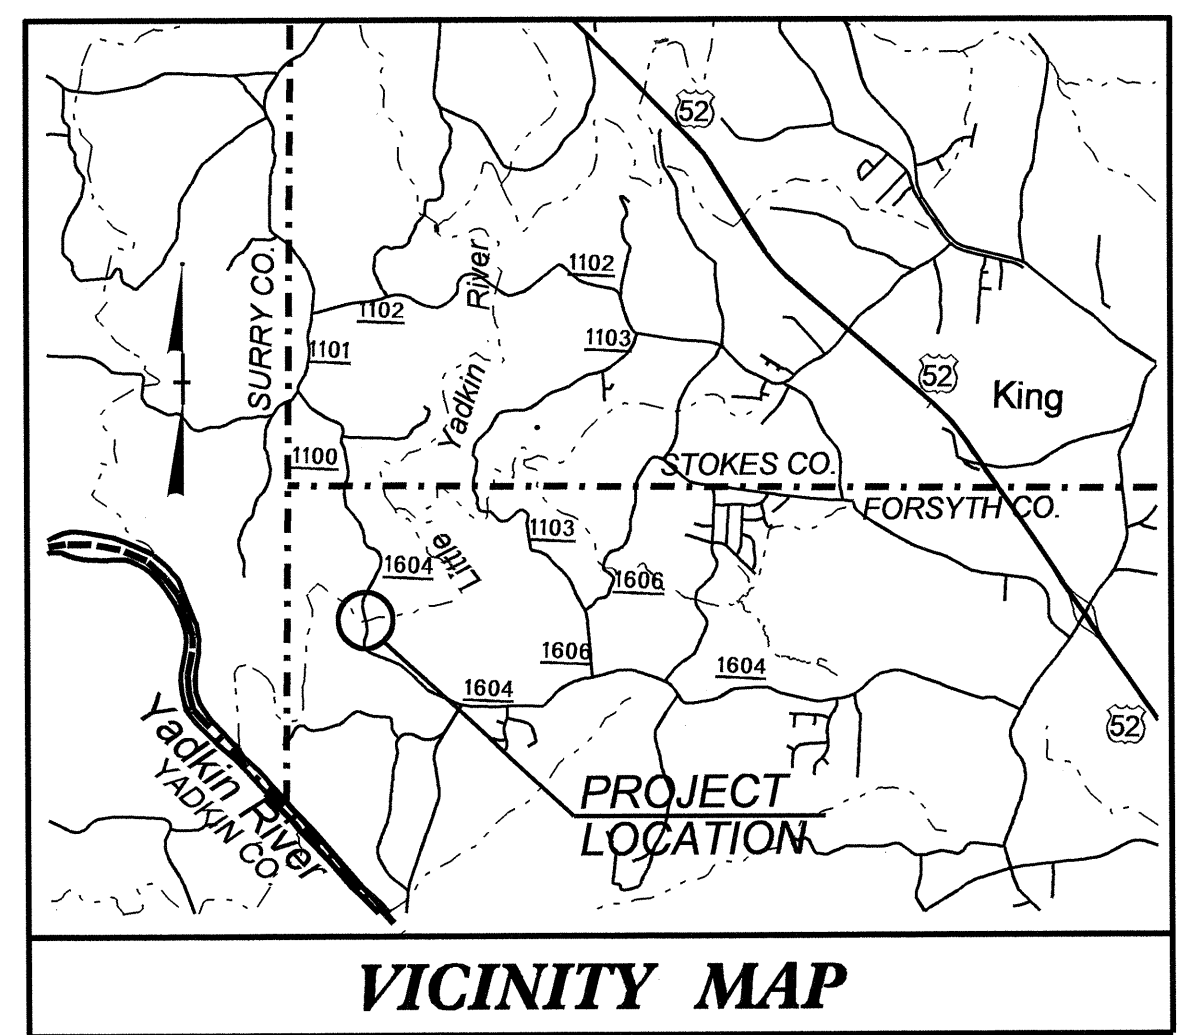 52
SURRY CO.
River
1102
1102
1101
1103
52
King
Yadkin
1100
STOKES CO.
FORSYTH CO.
1103
Little
1604
1606
1606
1604
1604
52
Yadkin River
YADKIN CO
PROJECT
LOCATION
VICINITY MAP